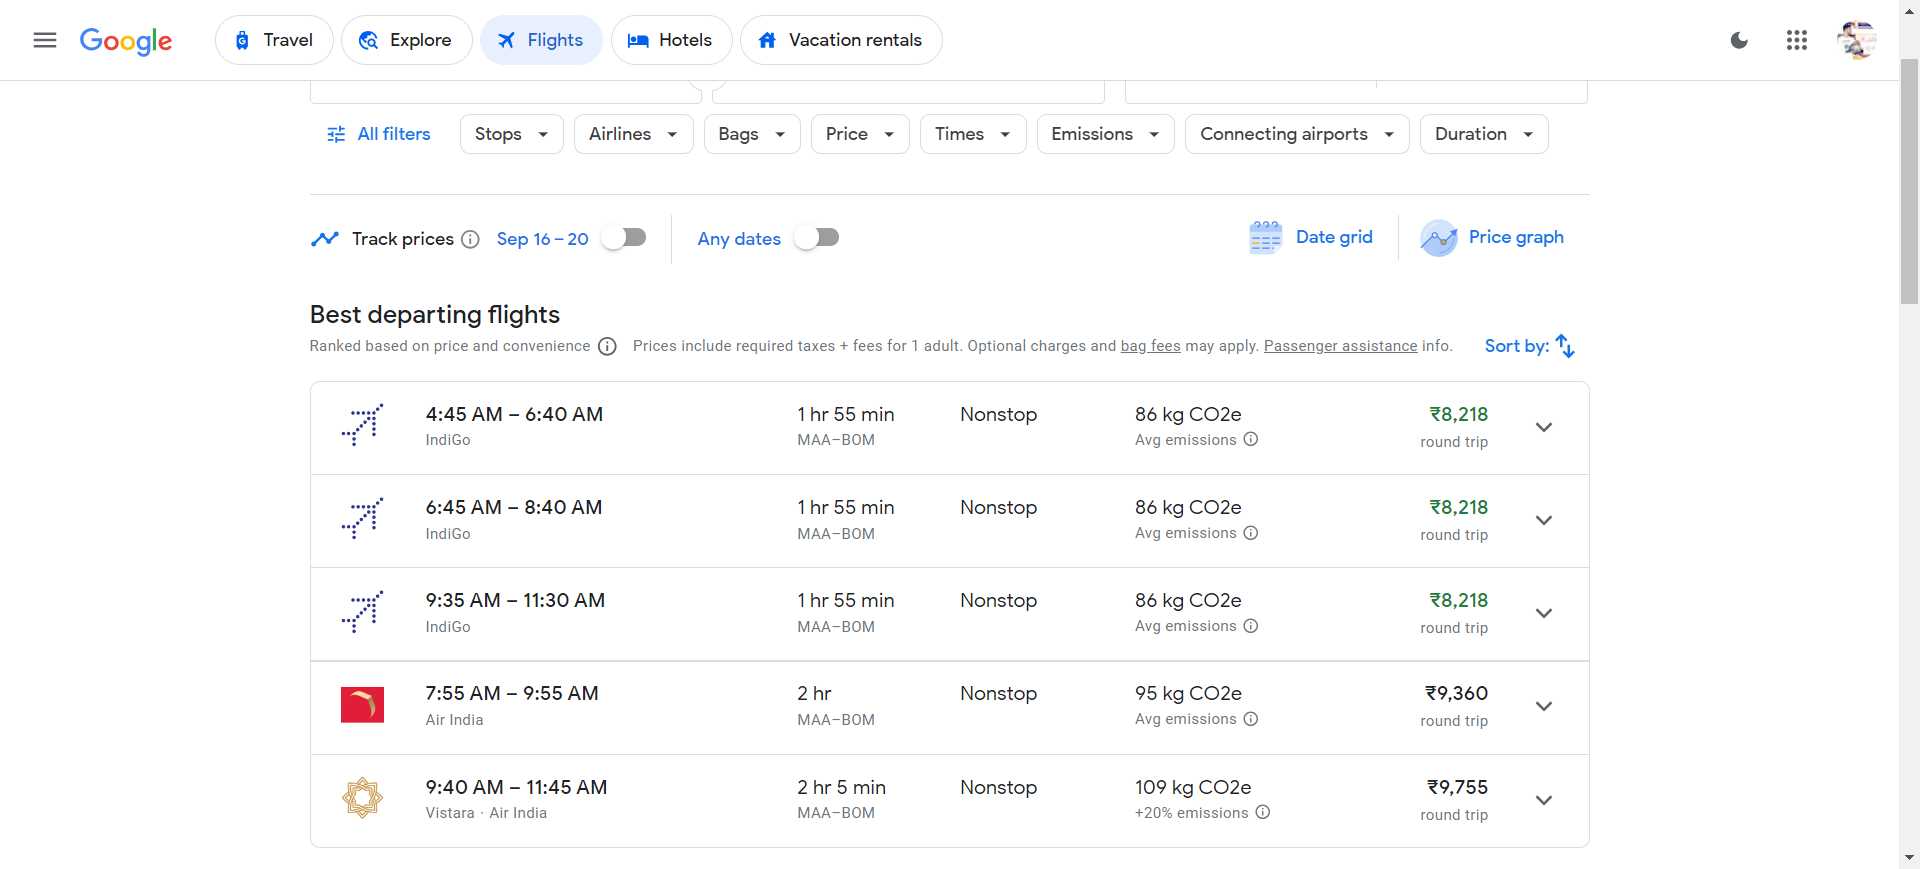 Google Travel Explore Flights Hotels Vacation rentals
All filters Stops Airlines Bags Price Times Emissions Connecting airports Duration
Track prices Sep 16 – 20 Any dates Date grid Price graph
Best departing flights
Ranked based on price and convenience Prices include required taxes + fees for 1 adult. Optional charges and bag fees may apply. Passenger assistance info. Sort by:
4:45 AM – 6:40 AM 1 hr 55 min Nonstop 86 kg CO2e ₹8,218
IndiGo MAA–BOM Avg emissions round trip
6:45 AM – 8:40 AM 1 hr 55 min Nonstop 86 kg CO2e ₹8,218
IndiGo MAA–BOM Avg emissions round trip
9:35 AM – 11:30 AM 1 hr 55 min Nonstop 86 kg CO2e ₹8,218
IndiGo MAA–BOM Avg emissions round trip
7:55 AM – 9:55 AM 2 hr Nonstop 95 kg CO2e ₹9,360
Air India MAA–BOM Avg emissions round trip
9:40 AM – 11:45 AM 2 hr 5 min Nonstop 109 kg CO2e ₹9,755
Vistara · Air India MAA–BOM +20% emissions round trip